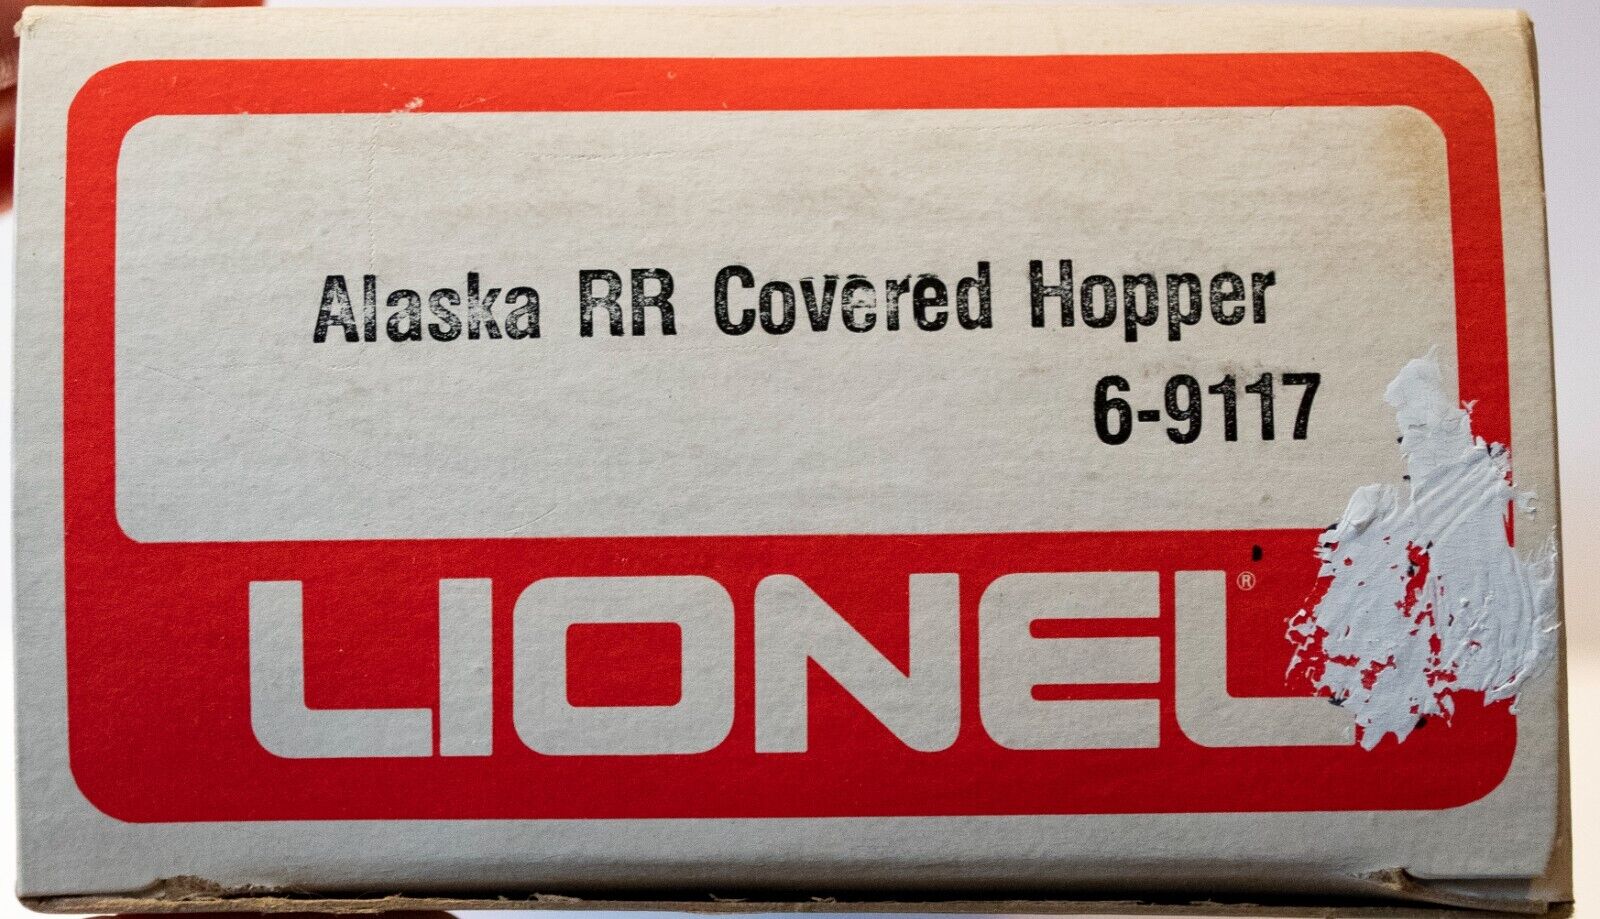 Alaska RR Covered Hopper
6-9117
LIONEL®